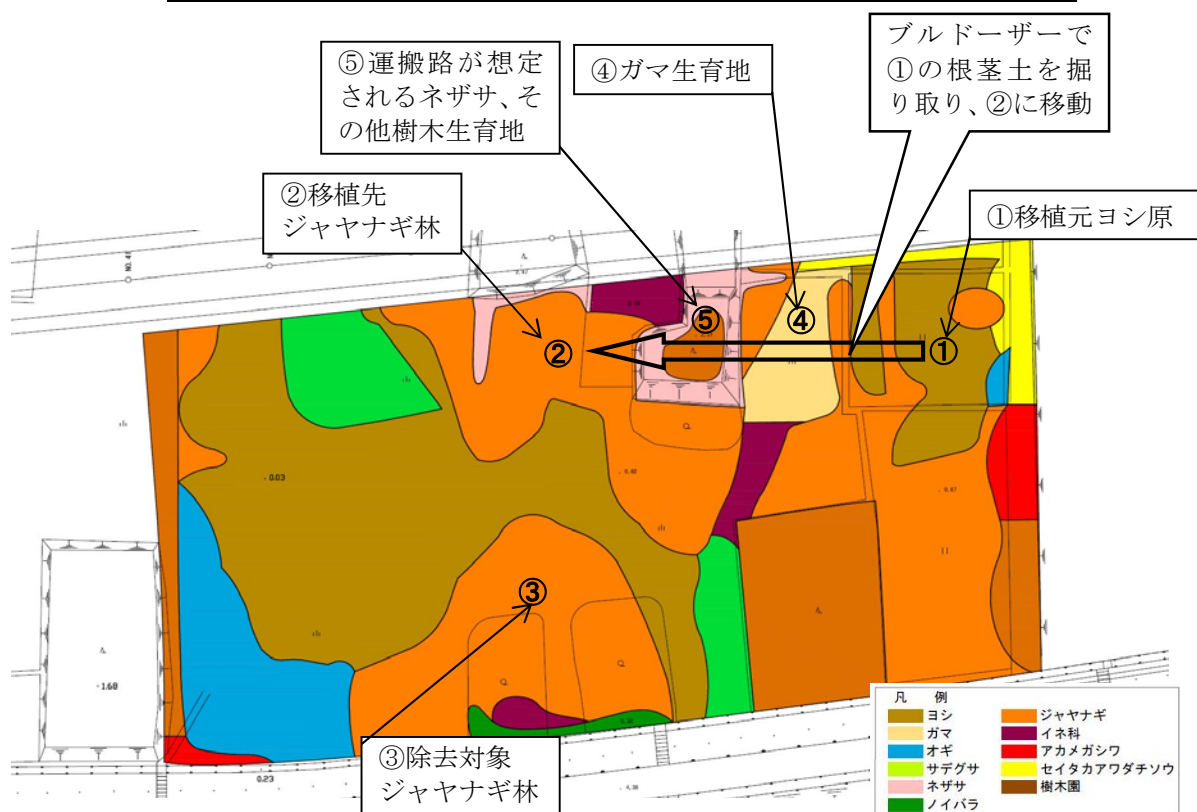 ブルドーザーで
①の根茎土を掘
り取り、②に移動
⑤運搬路が想定
されるネザサ、そ
の他樹木生育地
④ガマ生育地
②移植先
ジャヤナギ林
①移植元ヨシ原
⑤
④
②
①
-0.03
③
-1.68
0.23
③除去対象
ジャヤナギ林
凡 例
ヨシ
ガマ
オギ
サデグサ
ネザサ
ノイバラ
ジャヤナギ
イネ科
アカメガシワ
セイタカアワダチソウ
樹木園